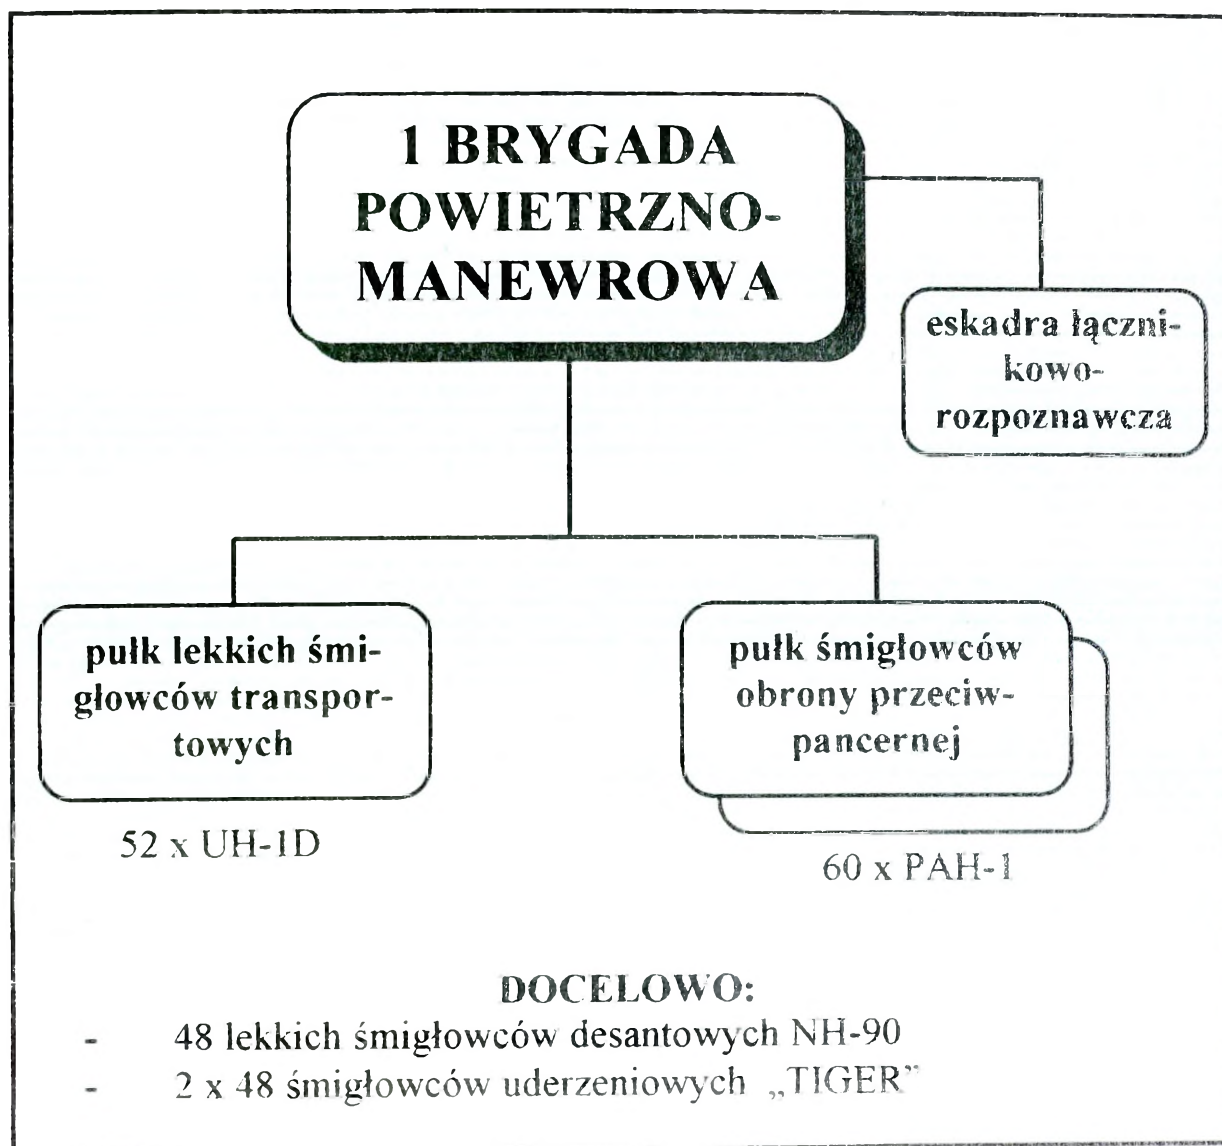 1 BRYGADA
POWIETRZNO-
MANEWROWA
eskadra łączni-
kowo-
rozpoznawcza
pułk lekkich śmi-
głowców transpor-
towych
52 x UH-1D
pułk śmigłowców
obrony przeciw-
pancernej
60 x PAH-1
DOCELOWO:
- 48 lekkich śmigłowców desantowych NH-90
- 2 x 48 śmigłowców uderzeniowych „TIGER”